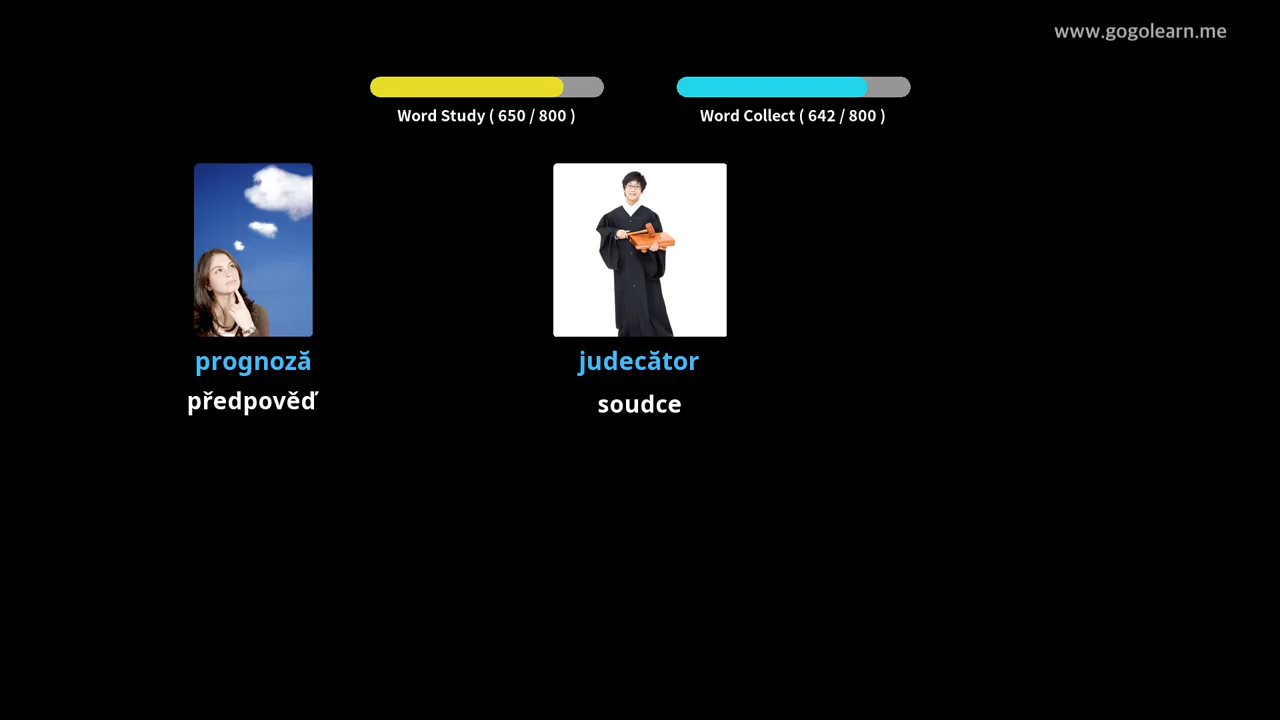 www.gogolearn.me
Word Study ( 650 / 800 )
Word Collect ( 642 / 800 )
prognoză
předpověď
judecător
soudce